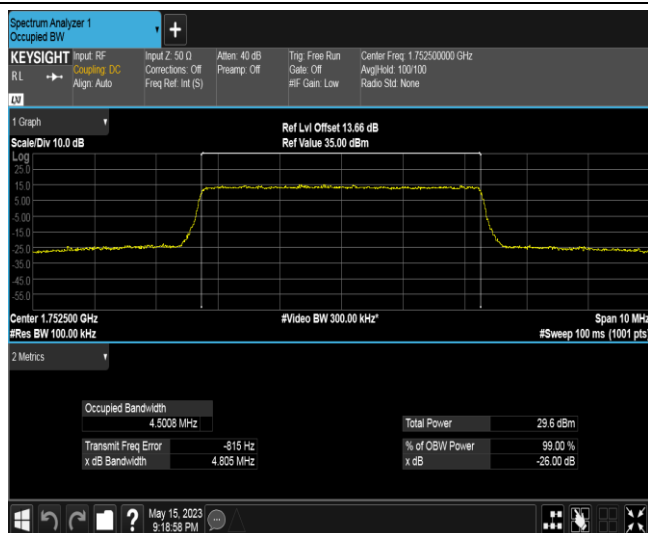 Spectrum Analyzer 1
Occupied BW
+
KEYSIGHT Input: RF Input Z: 50 Ω Atten: 40 dB Trig: Free Run Center Freq: 1.752500000 GHz
RL Coupling: DC Corrections: Off Preamp: Off Gate: Off Avg|Hold: 100/100
Align: Auto Freq Ref: Int (S) #IF Gain: Low Radio Std: None
LXI
1 Graph
Ref Lvl Offset 13.66 dB
Scale/Div 10.0 dB Ref Value 35.00 dBm
Log
25.0
15.0
5.00
-5.00
-15.0
-25.0
-35.0
-45.0
-55.0
Center 1.752500 GHz #Video BW 300.00 kHz* Span 10 MHz
#Res BW 100.00 kHz #Sweep 100 ms (1001 pts)
2 Metrics
Occupied Bandwidth
4.5008 MHz Total Power 29.6 dBm
Transmit Freq Error -815 Hz % of OBW Power 99.00 %
x dB Bandwidth 4.805 MHz x dB -26.00 dB
? May 15, 2023
9:18:58 PM